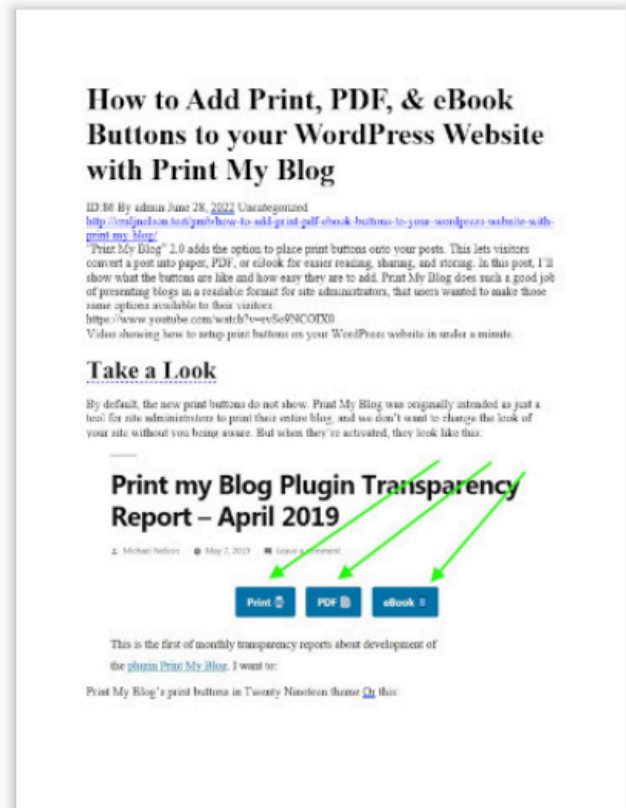 How to Add Print, PDF, & eBook
Buttons to your WordPress Website
with Print My Blog
ID:86 By admin June 28, 2022 Uncategorized
"Print My Blog" 2.0 adds the option to place print buttons onto your posts. This lets visitors
convert a post into paper, PDF, or eBook for easier reading, sharing, and storing. In this post, I'll
show what the buttons are like and how easy they are to add. Print My Blog does such a good job
of presenting blogs in a readable format for site administrators, that users wanted to make those
same options available to their visitors.
Video showing how to setup print buttons on your WordPress website in under a minute.
Take a Look
By default, the new print buttons do not show. Print My Blog was originally intended as just a
tool for site administrators to print their entire blog, and we don't want to change the look of
your site without you being aware. But when they're activated, they look like this:
Print my Blog Plugin Transparency
Report – April 2019
Michael Nelson May 7, 2019 Leave a comment
Print PDF eBook
This is the first of monthly transparency reports about development of
the plugin Print My Blog. I want to:
Print My Blog's print buttons in Twenty Nineteen theme Or this: